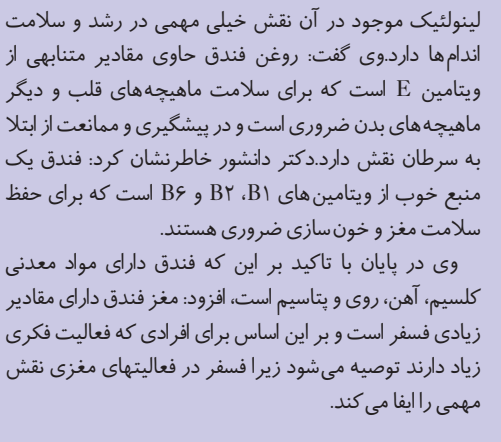 لینولئیک موجود در آن نقش خیلی مهمی در رشد و سلامت
اندام‌ها دارد.وی گفت: روغن فندق حاوی مقادیر متنابهی از
ویتامین E است که برای سلامت ماهیچه‌های قلب و دیگر
ماهیچه‌های بدن ضروری است و در پیشگیری و ممانعت از ابتلا
به سرطان نقش دارد.دکتر دانشور خاطرنشان کرد: فندق یک
منبع خوب از ویتامین‌های B۱، B۲ و B۶ است که برای حفظ
سلامت مغز و خون‌سازی ضروری هستند.
وی در پایان با تاکید بر این که فندق دارای مواد معدنی
کلسیم، آهن، روی و پتاسیم است، افزود: مغز فندق دارای مقادیر
زیادی فسفر است و بر این اساس برای افرادی که فعالیت فکری
زیاد دارند توصیه می‌شود زیرا فسفر در فعالیتهای مغزی نقش
مهمی را ایفا می‌کند.